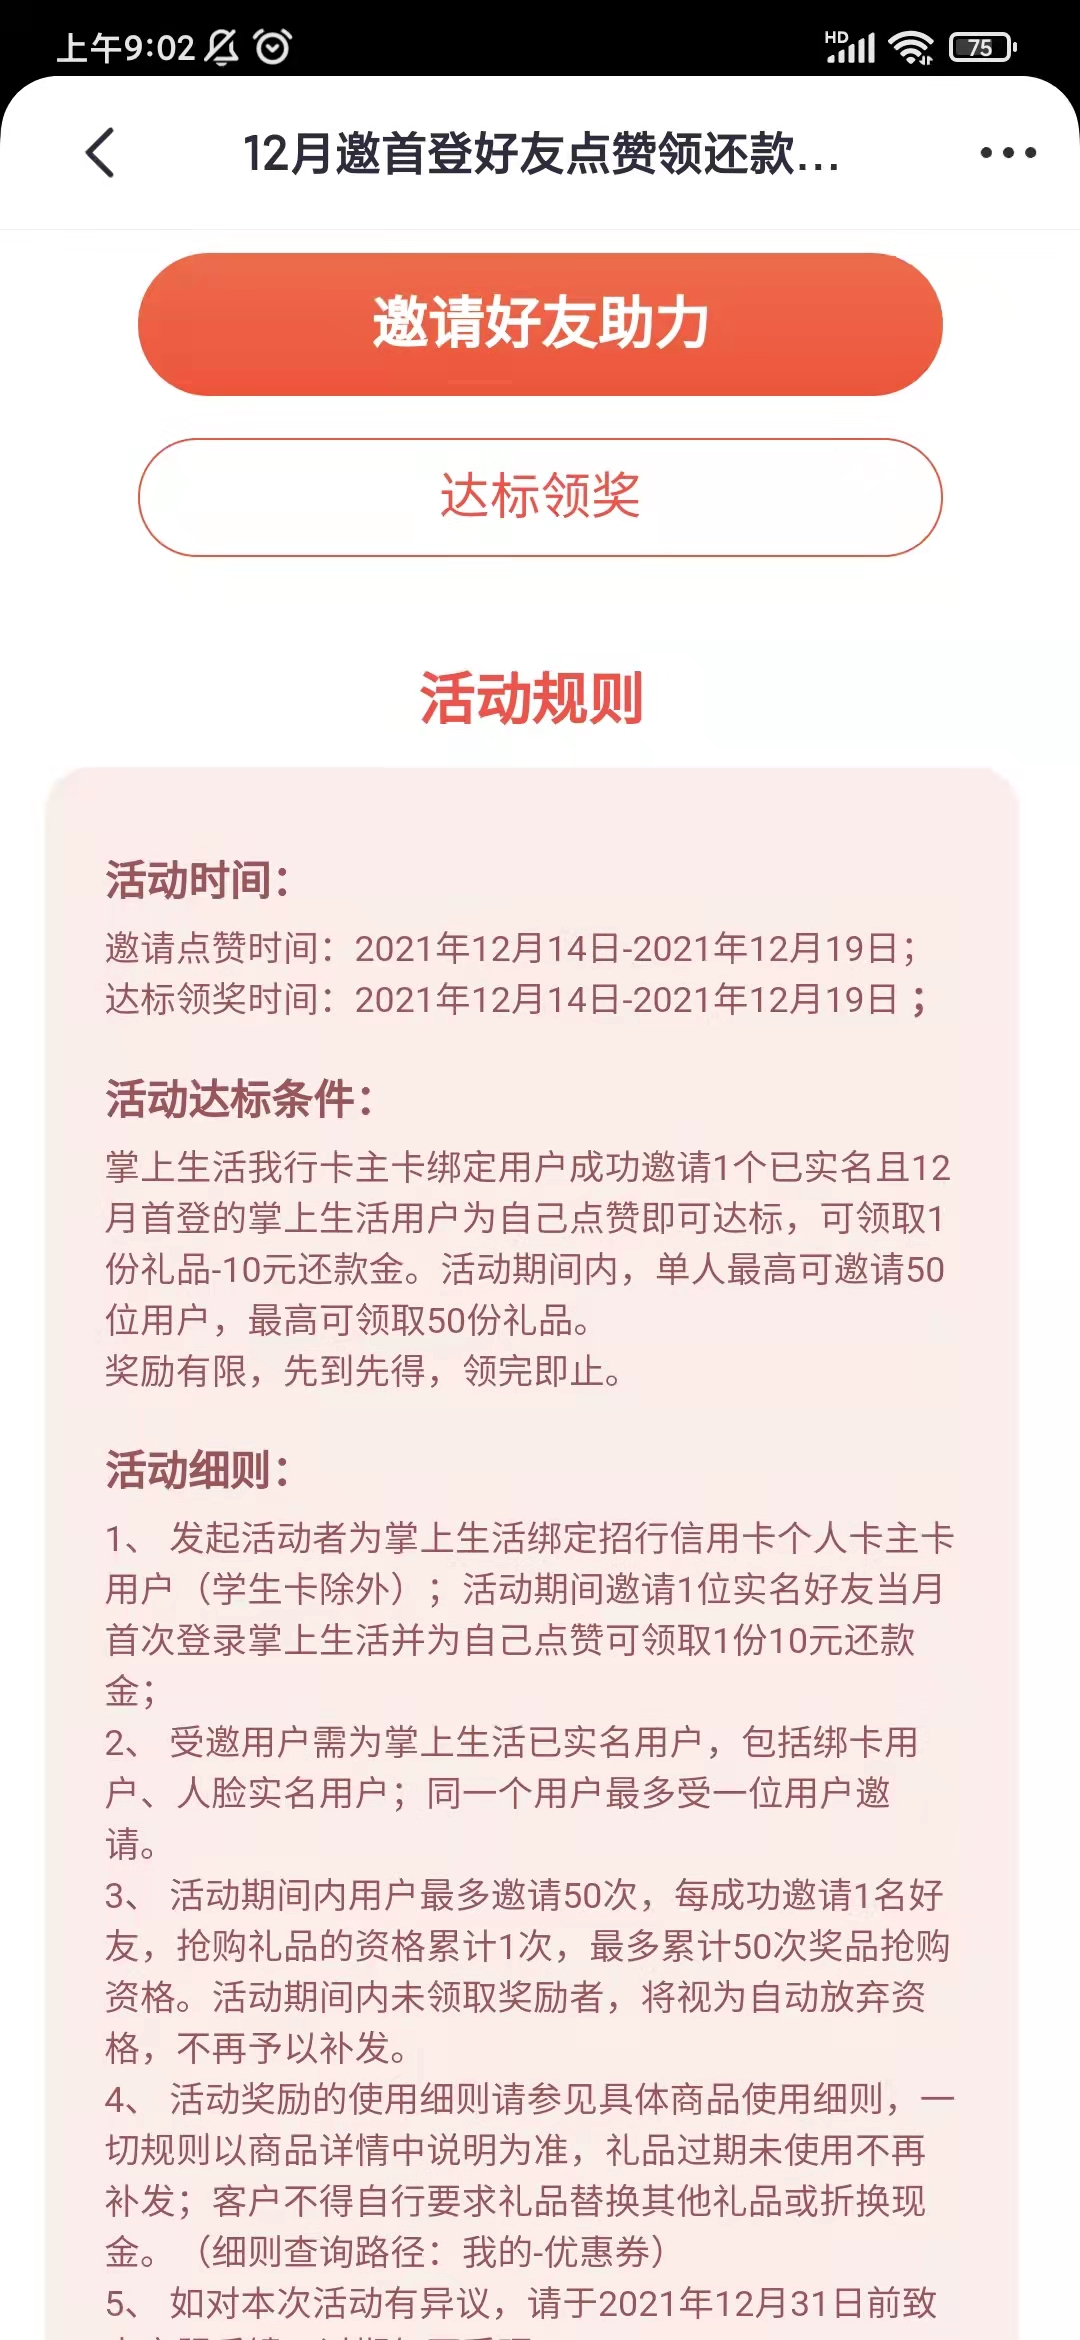 上午9:02
HD
75
12月邀首登好友点赞领还款...
邀请好友助力
达标领奖
活动规则
活动时间：
邀请点赞时间：2021年12月14日-2021年12月19日；
达标领奖时间：2021年12月14日-2021年12月19日；
活动达标条件：
掌上生活我行卡主卡绑定用户成功邀请1个已实名且12
月首登的掌上生活用户为自己点赞即可达标，可领取1
份礼品-10元还款金。活动期间内，单人最高可邀请50
位用户，最高可领取50份礼品。
奖励有限，先到先得，领完即止。
活动细则：
1、 发起活动者为掌上生活绑定招行信用卡个人卡主卡
用户（学生卡除外）；活动期间邀请1位实名好友当月
首次登录掌上生活并为自己点赞可领取1份10元还款
金；
2、 受邀用户需为掌上生活已实名用户，包括绑卡用
户、人脸实名用户；同一个用户最多受一位用户邀
请。
3、 活动期间内用户最多邀请50次，每成功邀请1名好
友，抢购礼品的资格累计1次，最多累计50次奖品抢购
资格。活动期间内未领取奖励者，将视为自动放弃资
格，不再予以补发。
4、 活动奖励的使用细则请参见具体商品使用细则，一
切规则以商品详情中说明为准，礼品过期未使用不再
补发；客户不得自行要求礼品替换其他礼品或折换现
金。（细则查询路径：我的-优惠券）
5、 如对本次活动有异议，请于2021年12月31日前致